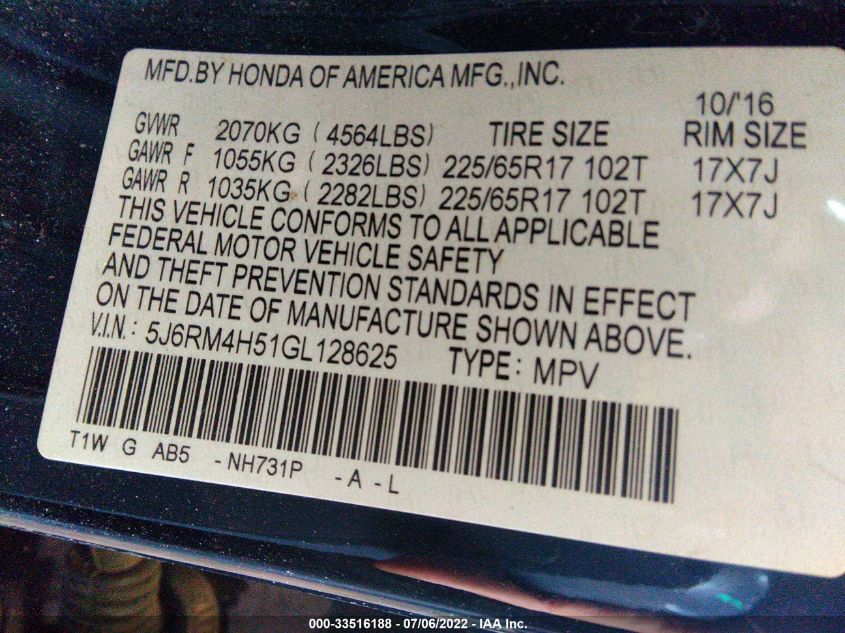 MFD.BY HONDA OF AMERICA MFG.,INC.
10/'16
GVWR 2070KG (4564LBS) TIRE SIZE RIM SIZE
GAWR F 1055KG (2326LBS) 225/65R17 102T 17X7J
GAWR R 1035KG (2282LBS) 225/65R17 102T 17X7J
THIS VEHICLE CONFORMS TO ALL APPLICABLE
FEDERAL MOTOR VEHICLE SAFETY
AND THEFT PREVENTION STANDARDS IN EFFECT
ON THE DATE OF MANUFACTURE SHOWN ABOVE.
V.I.N.: 5J6RM4H51GL128625 TYPE: MPV
T1W G AB5 -NH731P -A-L
000-33516188 - 07/06/2022 - IAA Inc.